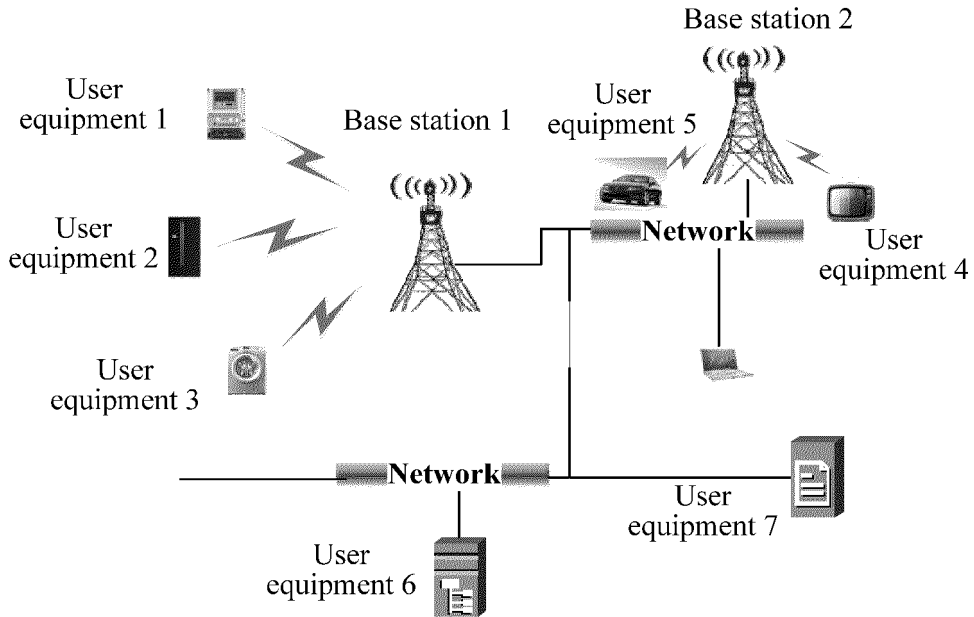 Base station 2
User
equipment 1
Base station 1
User
equipment 5
User
equipment 2
Network
User
equipment 4
User
equipment 3
Network
User
equipment 7
User
equipment 6